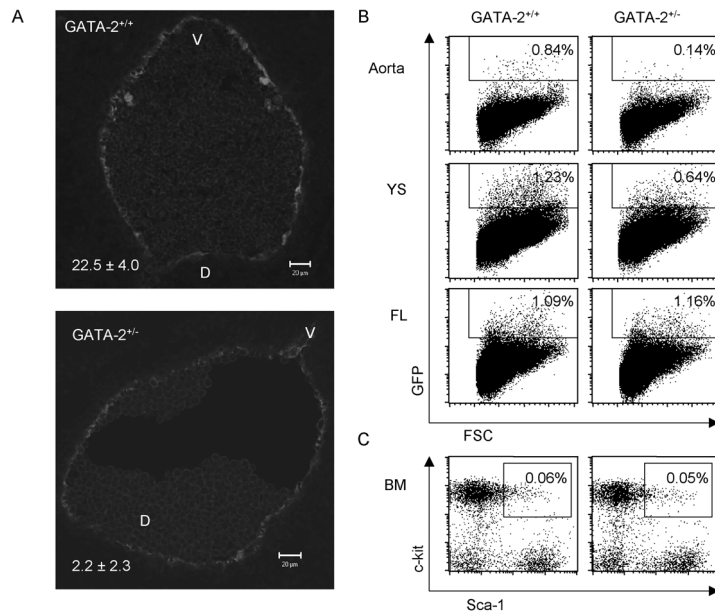 A
GATA-2+/+
V
22.5 ± 4.0
D
20 µm
GATA-2+/-
V
D
2.2 ± 2.3
20 µm
B
GATA-2+/+ GATA-2+/-
Aorta
0.84% 0.14%
YS
1.23% 0.64%
FL
1.09% 1.16%
GFP
FSC
C
BM
0.06% 0.05%
c-kit
Sca-1